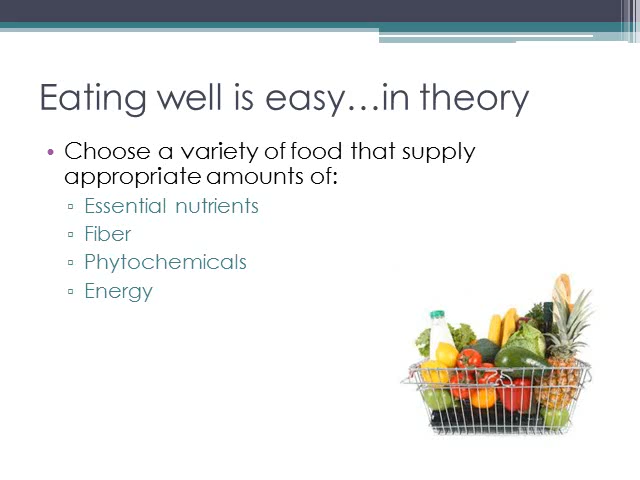 Eating well is easy…in theory
• Choose a variety of food that supply
appropriate amounts of:
▫ Essential nutrients
▫ Fiber
▫ Phytochemicals
▫ Energy